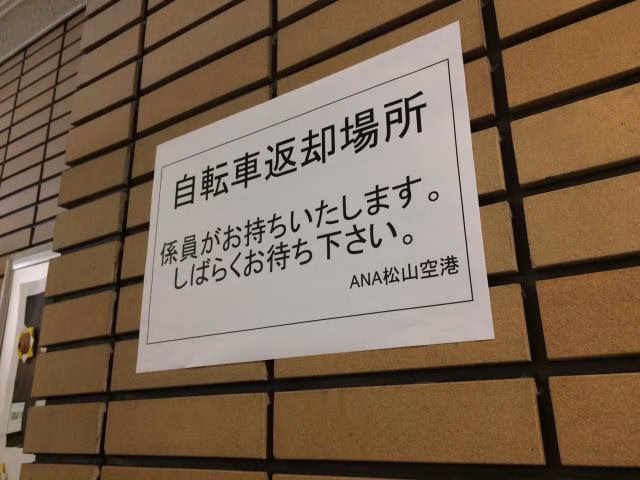 自転車返却場所
係員がお持ちいたします。
しばらくお待ち下さい。
ANA松山空港